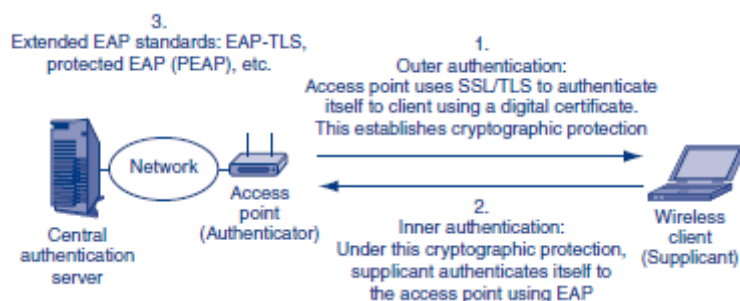 3.
Extended EAP standards: EAP-TLS,
protected EAP (PEAP), etc.
1.
Outer authentication:
Access point uses SSL/TLS to authenticate
itself to client using a digital certificate.
This establishes cryptographic protection
Network
Access
point
(Authenticator)
Central
authentication
server
2.
Inner authentication:
Under this cryptographic protection,
supplicant authenticates itself to
the access point using EAP
Wireless
client
(Supplicant)